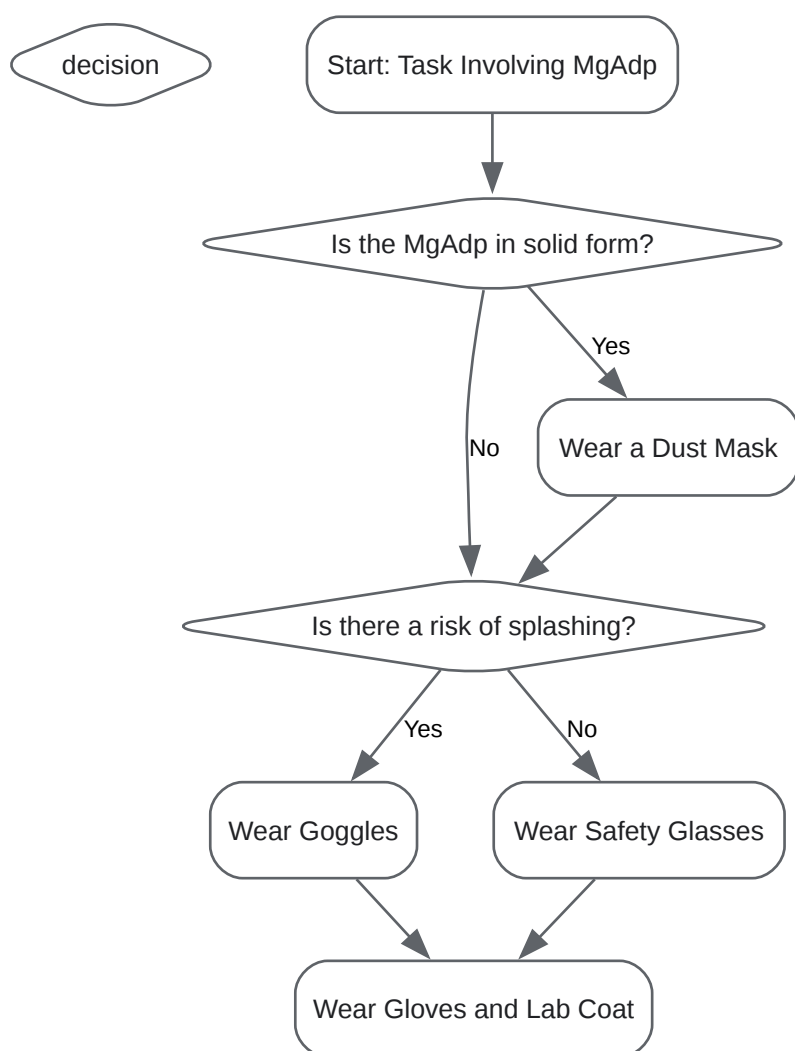 decision
Start: Task Involving MgAdp
Is the MgAdp in solid form?
Yes
Wear a Dust Mask
No
Is there a risk of splashing?
Yes
No
Wear Goggles
Wear Safety Glasses
Wear Gloves and Lab Coat